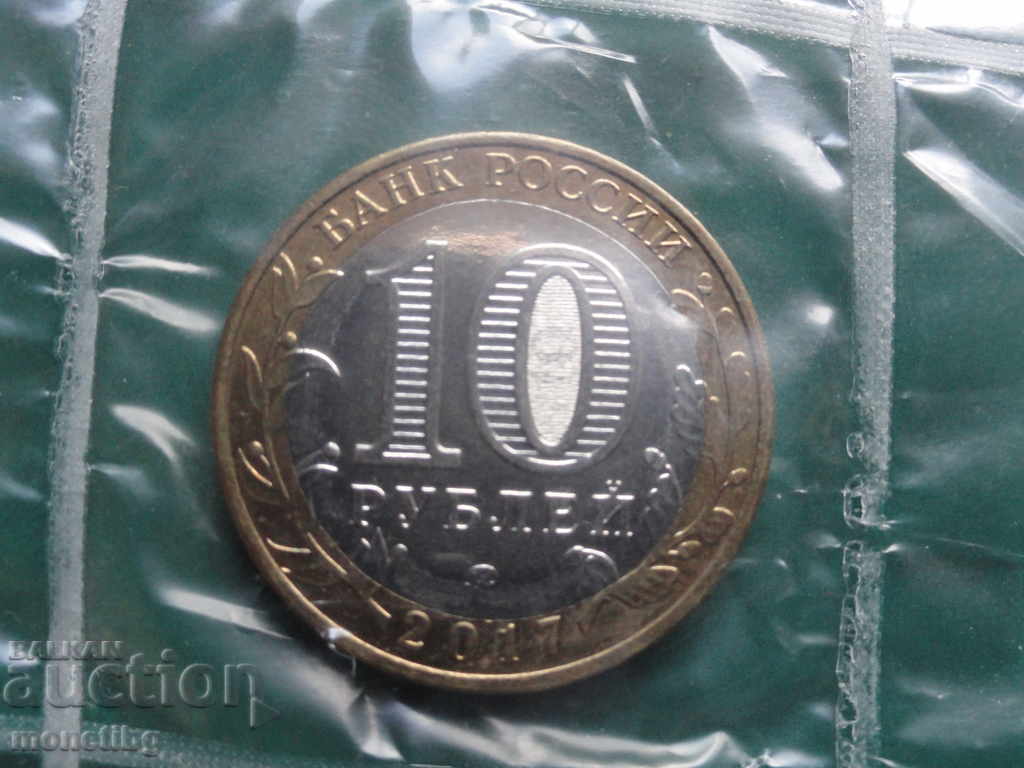 БАНК РОССИИ
10
РУБЛЕЙ
2017
BALKAN
auction
monetibg